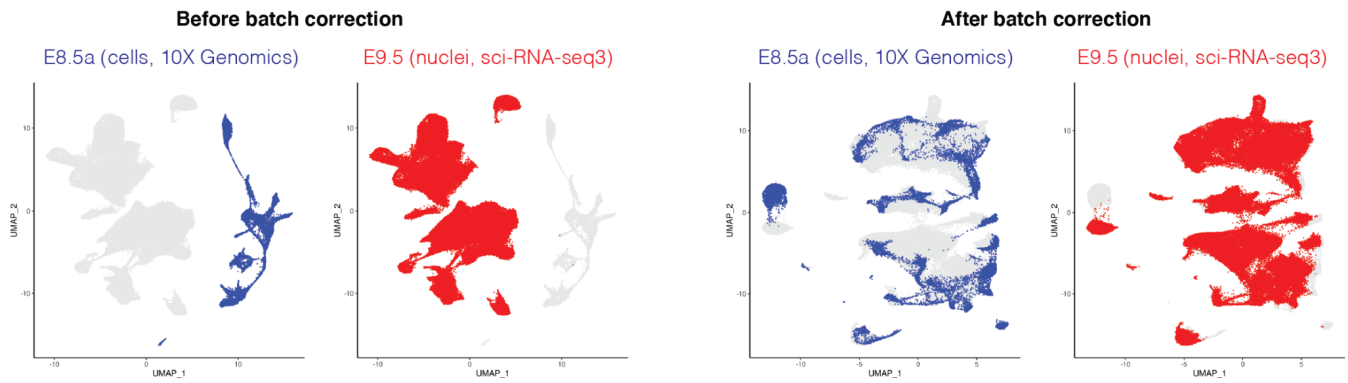 Before batch correction
After batch correction
E8.5a (cells, 10X Genomics)
E9.5 (nuclei, sci-RNA-seq3)
E8.5a (cells, 10X Genomics)
E9.5 (nuclei, sci-RNA-seq3)
UMAP_2
10
0
-10
-10
0
10
UMAP_1
UMAP_2
10
0
-10
-10
0
10
UMAP_1
UMAP_2
10
0
-10
-10
-5
0
5
UMAP_1
UMAP_2
10
0
-10
-10
-5
0
5
UMAP_1